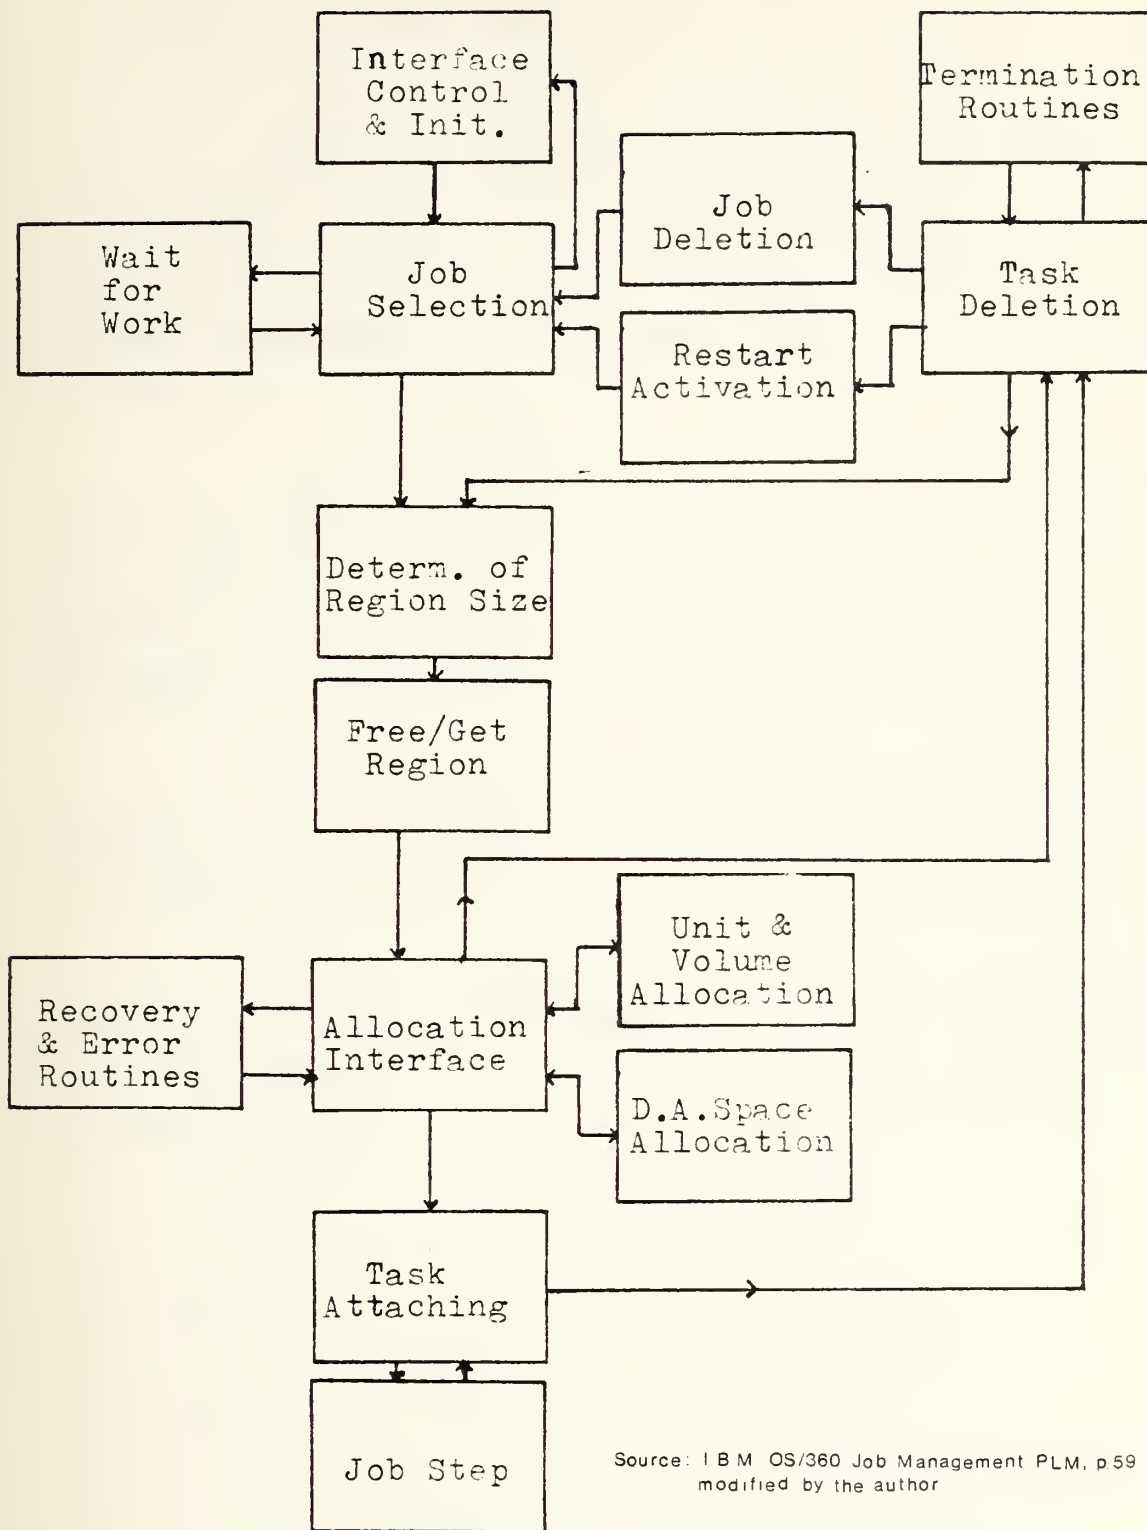 Interface
Control
& Init.
Termination
Routines
Job
Deletion
Wait
for
Work
Job
Selection
Task
Deletion
Restart
Activation
Determ. of
Region Size
Free/Get
Region
Unit &
Volume
Allocation
Recovery
& Error
Routines
Allocation
Interface
D.A.Space
Allocation
Task
Attaching
Job Step
Source: IBM OS/360 Job Management PLM, p.59
modified by the author